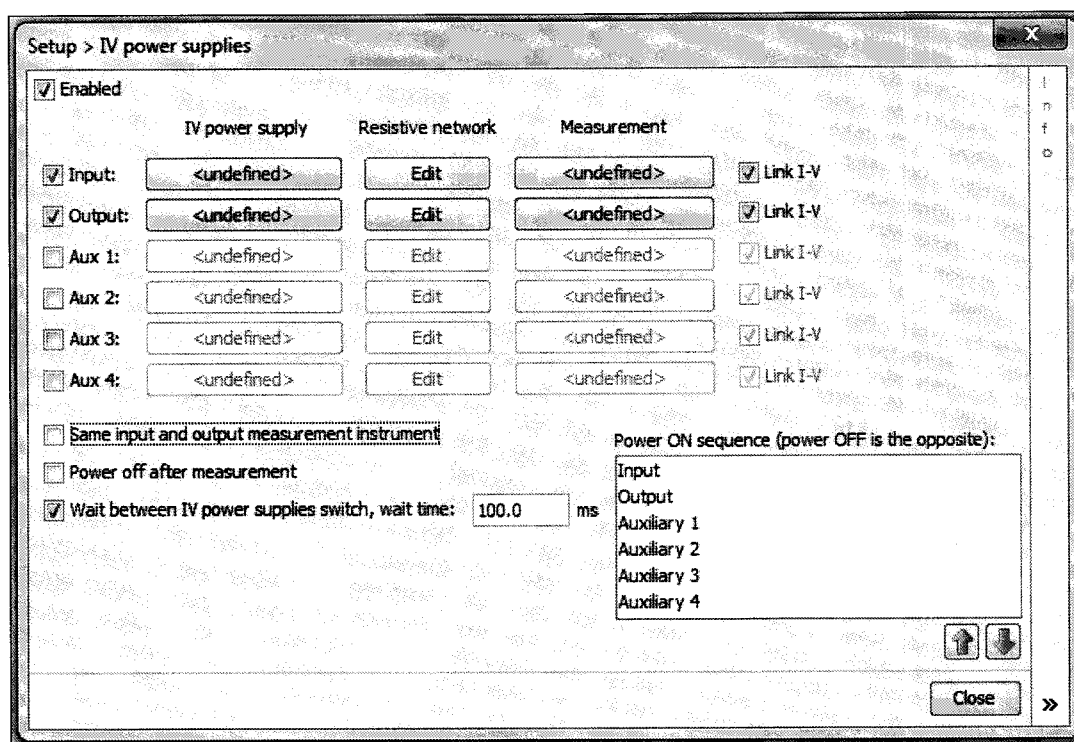 Setup > IV power supplies
X
Enabled
IV power supply Resistive network Measurement
Input: <undefined> Edit <undefined> Link I-V
Output: <undefined> Edit <undefined> Link I-V
Aux 1: <undefined> Edit <undefined> Link I-V
Aux 2: <undefined> Edit <undefined> Link I-V
Aux 3: <undefined> Edit <undefined> Link I-V
Aux 4: <undefined> Edit <undefined> Link I-V
Same input and output measurement instrument
Power off after measurement
Wait between IV power supplies switch, wait time: 100.0 ms
Power ON sequence (power OFF is the opposite):
Input
Output
Auxiliary 1
Auxiliary 2
Auxiliary 3
Auxiliary 4
Close
Info
»